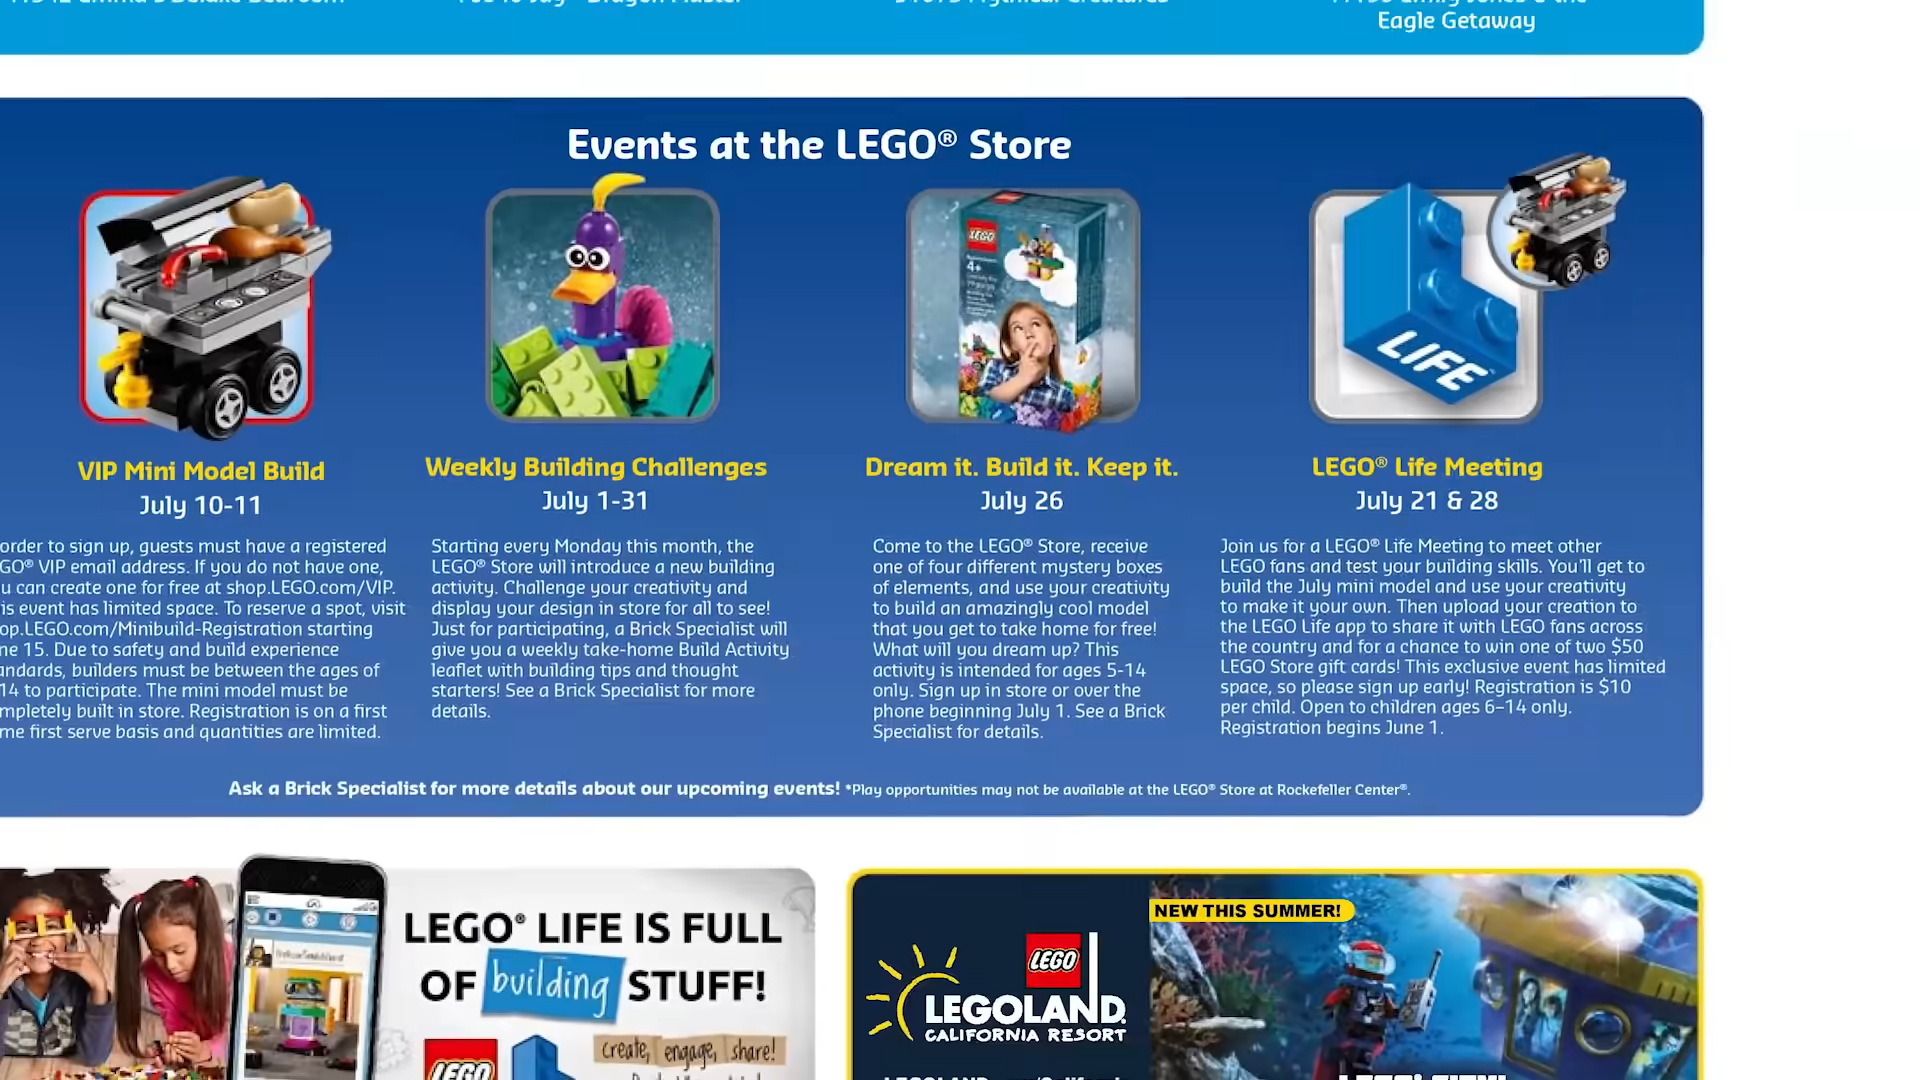 Eagle Getaway
Events at the LEGO® Store
VIP Mini Model Build
July 10-11
order to sign up, guests must have a registered
GO® VIP email address. If you do not have one,
u can create one for free at shop.LEGO.com/VIP.
is event has limited space. To reserve a spot, visit
op.LEGO.com/Minibuild-Registration starting
ne 15. Due to safety and build experience
andards, builders must be between the ages of
14 to participate. The mini model must be
mpletely built in store. Registration is on a first
me first serve basis and quantities are limited.
Weekly Building Challenges
July 1-31
Starting every Monday this month, the
LEGO® Store will introduce a new building
activity. Challenge your creativity and
display your design in store for all to see!
Just for participating, a Brick Specialist will
give you a weekly take-home Build Activity
leaflet with building tips and thought
starters! See a Brick Specialist for more
details.
LEGO
4+
Dream it. Build it. Keep it.
July 26
Come to the LEGO® Store, receive
one of four different mystery boxes
of elements, and use your creativity
to build an amazingly cool model
that you get to take home for free!
What will you dream up? This
activity is intended for ages 5-14
only. Sign up in store or over the
phone beginning July 1. See a Brick
Specialist for details.
LIFE™
LEGO® Life Meeting
July 21 & 28
Join us for a LEGO® Life Meeting to meet other
LEGO fans and test your building skills. You'll get to
build the July mini model and use your creativity
to make it your own. Then upload your creation to
the LEGO Life app to share it with LEGO fans across
the country and for a chance to win one of two $50
LEGO Store gift cards! This exclusive event has limited
space, so please sign up early! Registration is $10
per child. Open to children ages 6–14 only.
Registration begins June 1.
Ask a Brick Specialist for more details about our upcoming events! *Play opportunities may not be available at the LEGO® Store at Rockefeller Center®.
LEGO® LIFE IS FULL
OF building STUFF!
LEGO
create, engage, share!
NEW THIS SUMMER!
LEGO
LEGOLAND®
CALIFORNIA RESORT